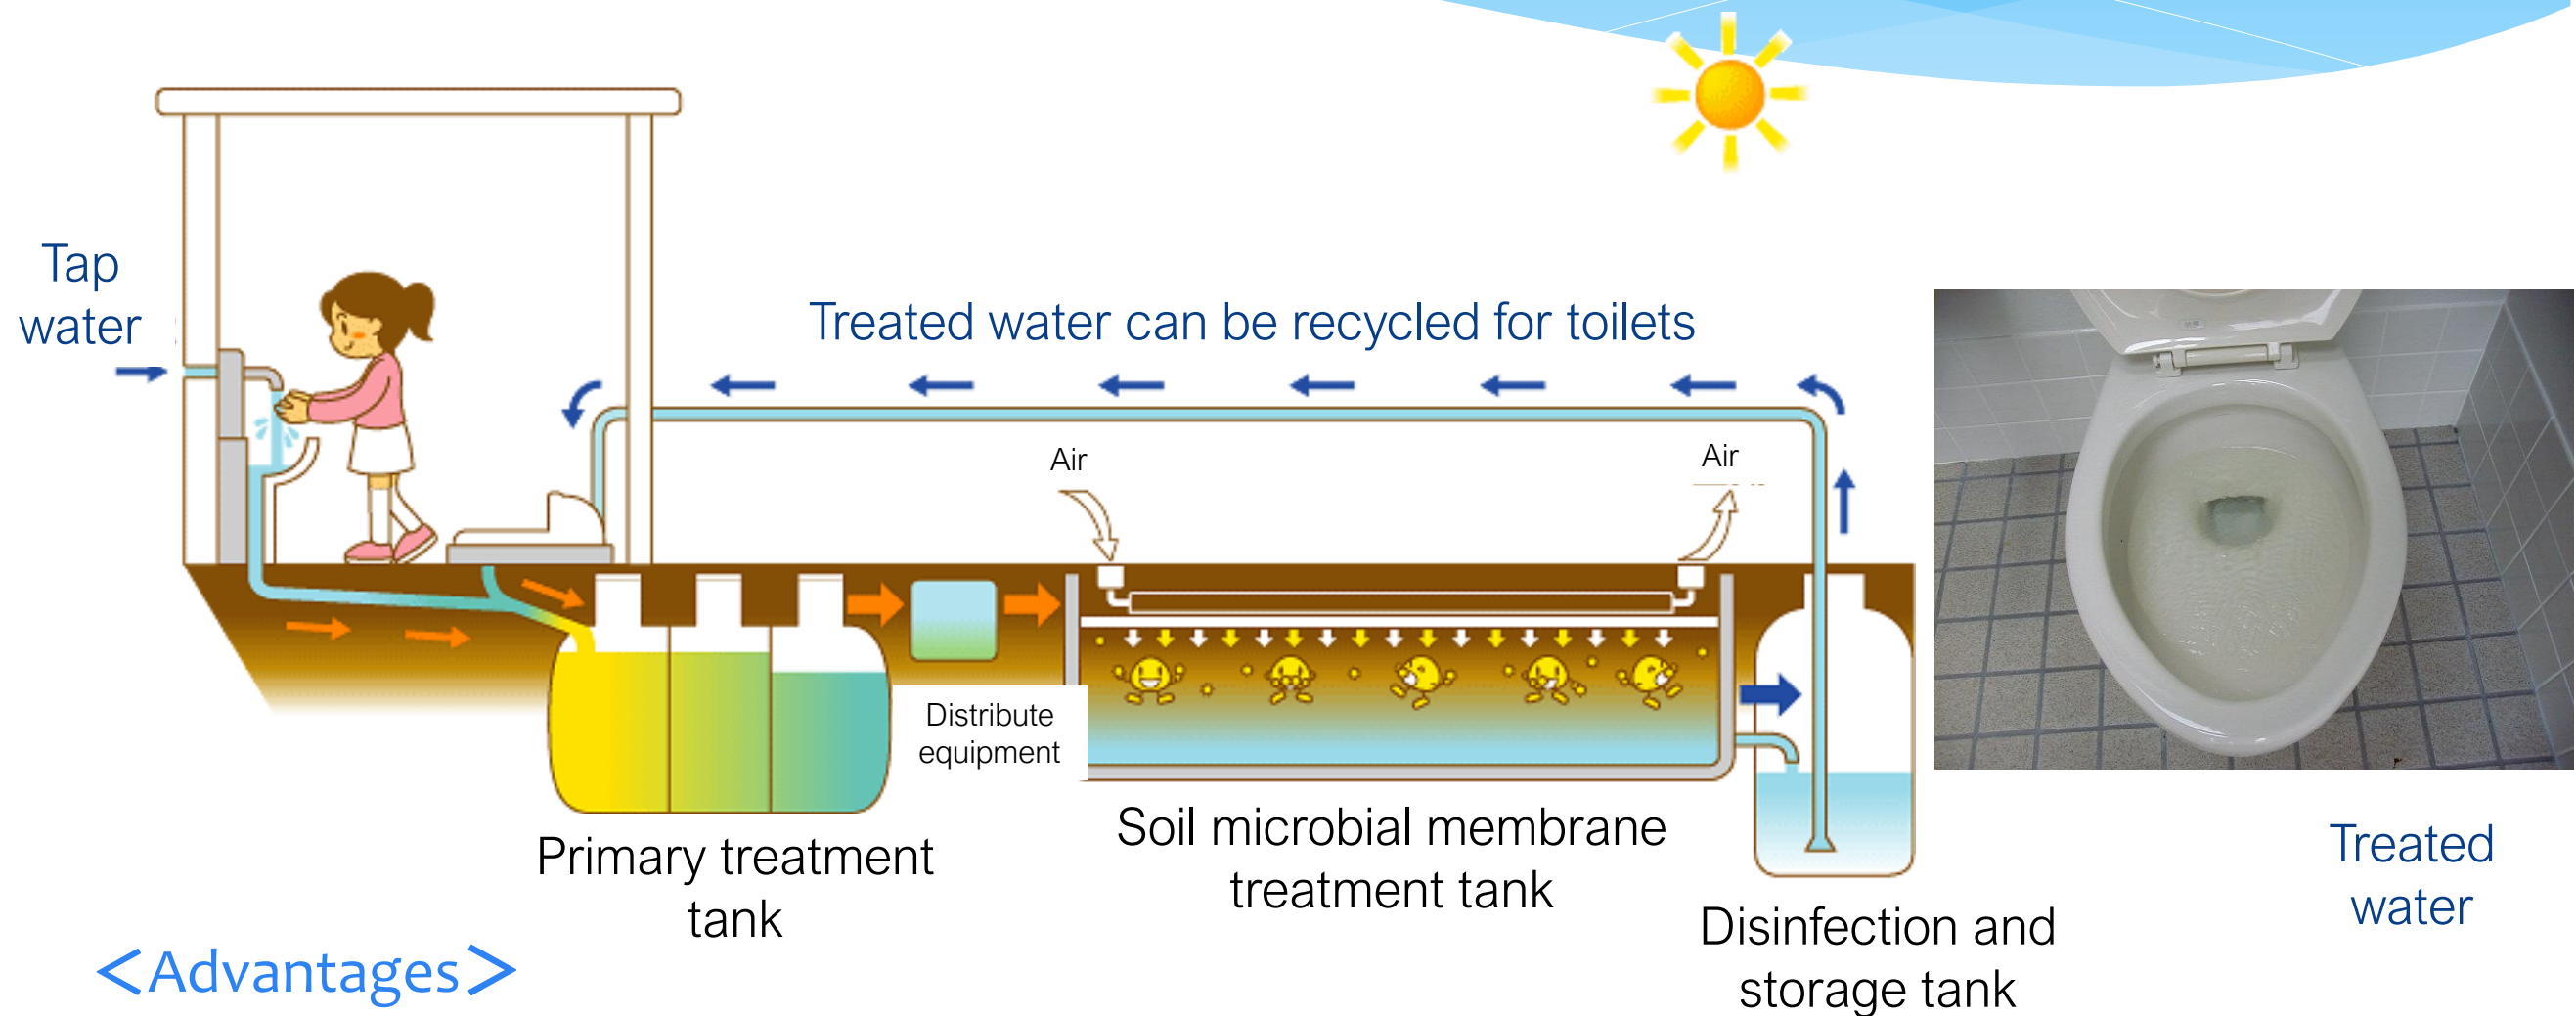 Tap
water
Treated water can be recycled for toilets
Air
Air
Distribute
equipment
Primary treatment
tank
Soil microbial membrane
treatment tank
Disinfection and
storage tank
Treated
water
＜Advantages＞